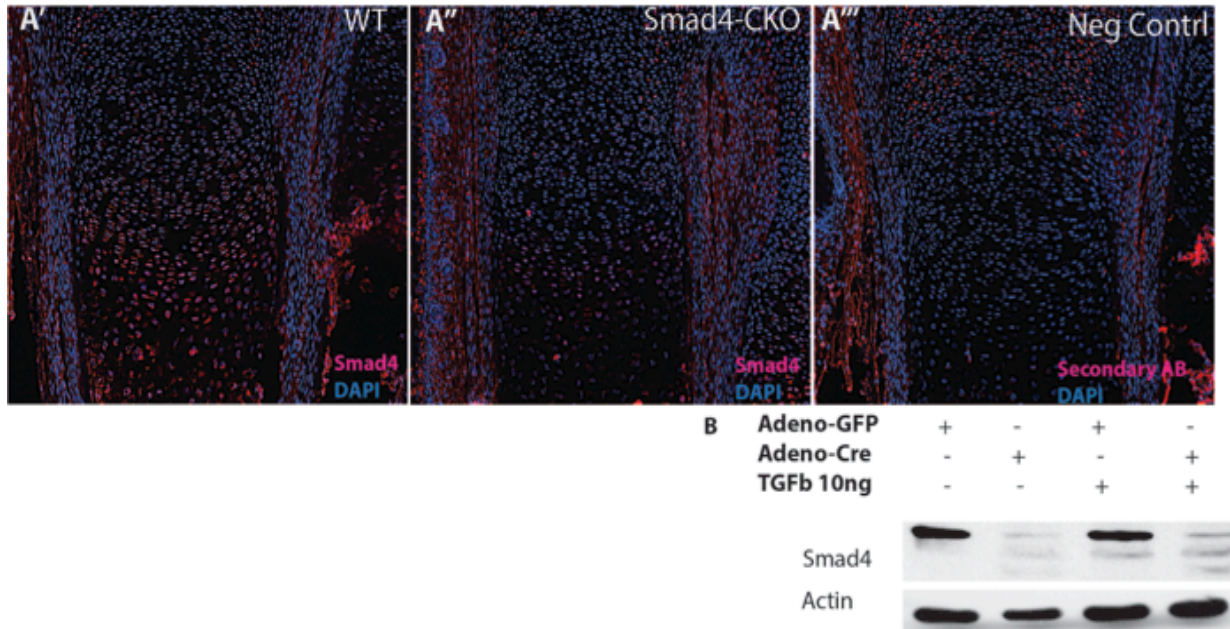 A' WT A'' Smad4-CKO A''' Neg Contrl
Smad4 Smad4 Secondary AB
DAPI DAPI DAPI
B Adeno-GFP + - + -
Adeno-Cre - + - +
TGFb 10ng - - + +
Smad4
Actin